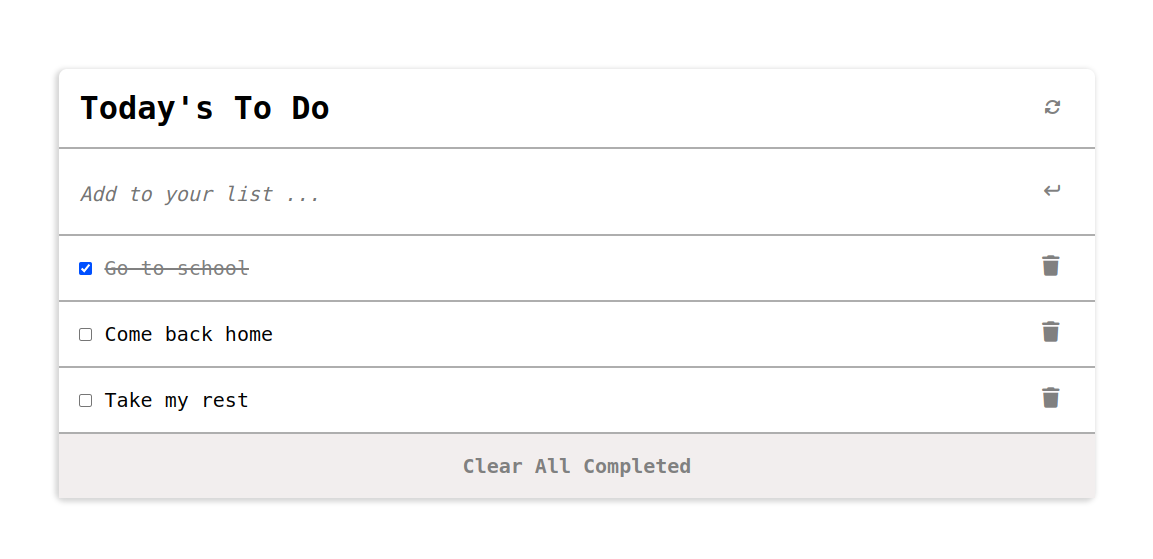 Today's To Do
Add to your list ...
Go to school
Come back home
Take my rest
Clear All Completed